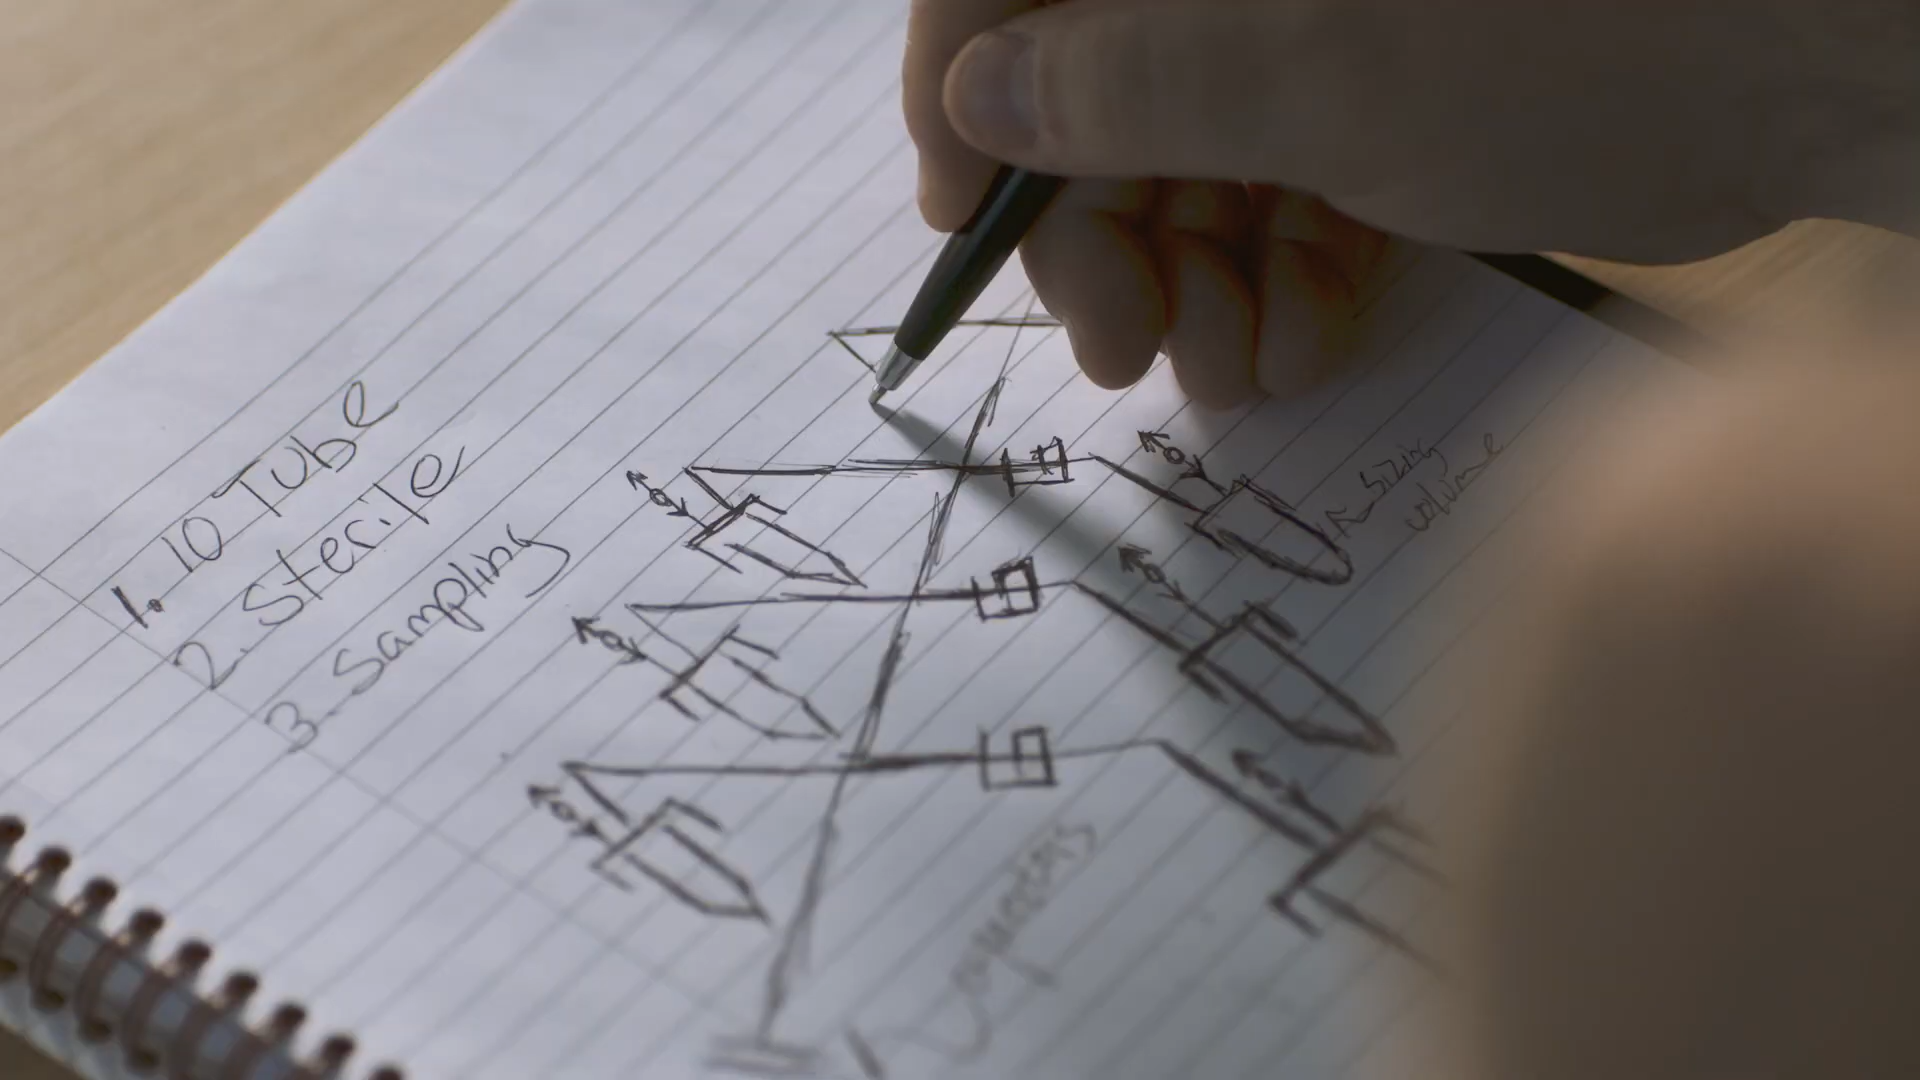 1. 10 Tube
2. Sterile
3. Sampling
Sizing
volume